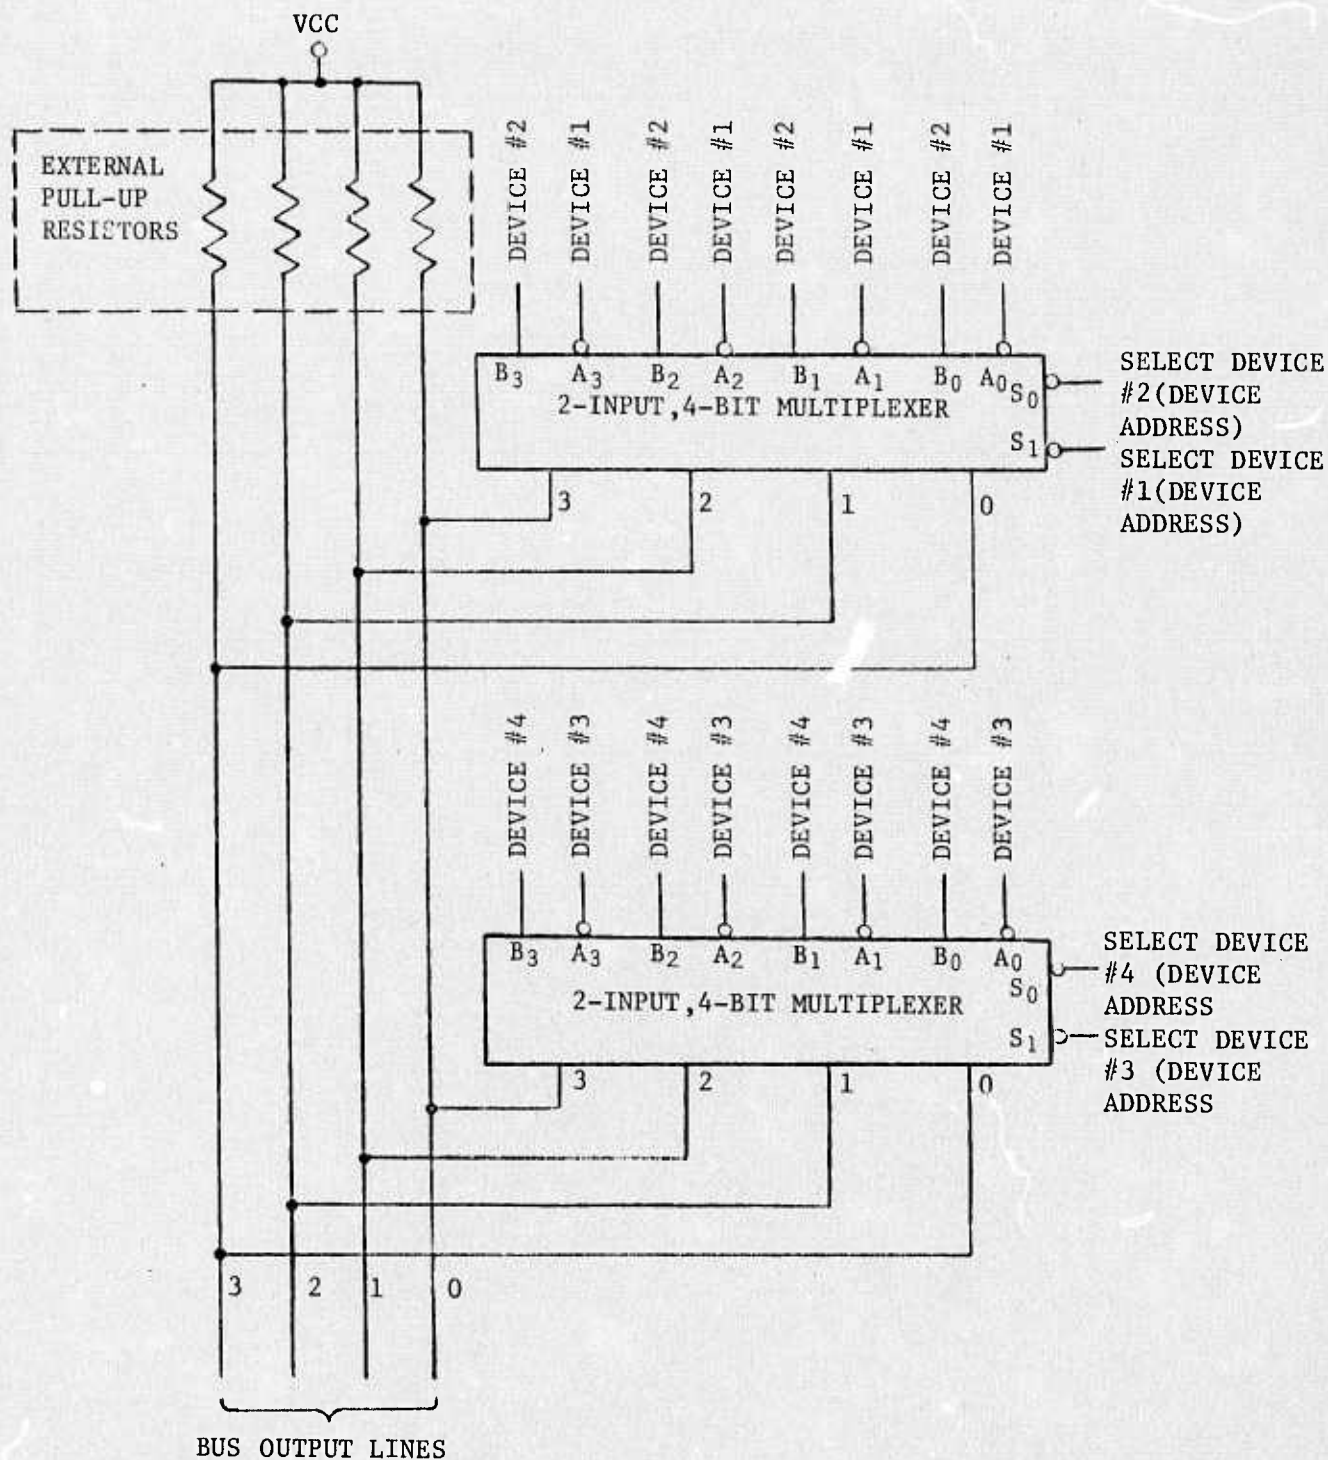 VCC
EXTERNAL
PULL-UP
RESISTORS
DEVICE #2
DEVICE #1
DEVICE #2
DEVICE #1
DEVICE #2
DEVICE #1
DEVICE #2
DEVICE #1
B3 A3 B2 A2 B1 A1 B0 A0 S0
2-INPUT,4-BIT MULTIPLEXER
S1
SELECT DEVICE
#2(DEVICE
ADDRESS)
SELECT DEVICE
#1(DEVICE
ADDRESS)
3 2 1 0
DEVICE #4
DEVICE #3
DEVICE #4
DEVICE #3
DEVICE #4
DEVICE #3
DEVICE #4
DEVICE #3
B3 A3 B2 A2 B1 A1 B0 A0
S0
2-INPUT,4-BIT MULTIPLEXER
S1
SELECT DEVICE
#4 (DEVICE
ADDRESS
SELECT DEVICE
#3 (DEVICE
ADDRESS
3 2 1 0
3 2 1 0
BUS OUTPUT LINES